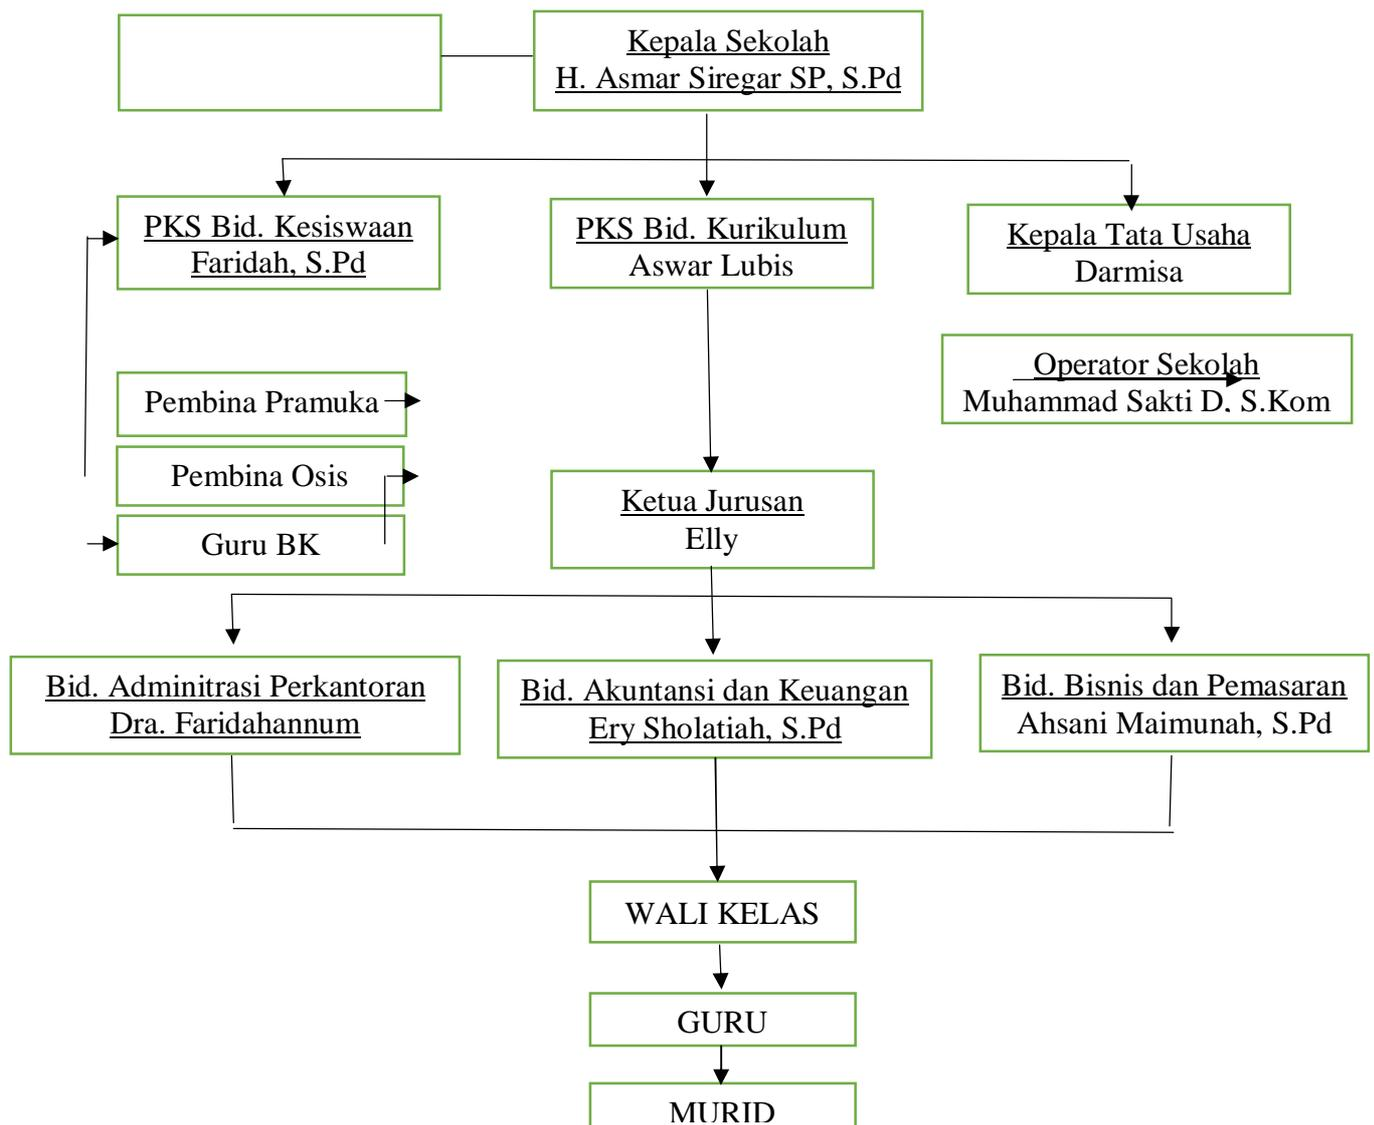 Kepala Sekolah
H. Asmar Siregar SP, S.Pd
PKS Bid. Kesiswaan
Faridah, S.Pd
PKS Bid. Kurikulum
Aswar Lubis
Kepala Tata Usaha
Darmisa
Operator Sekolah
Muhammad Sakti D, S.Kom
Pembina Pramuka
Pembina Osis
Guru BK
Ketua Jurusan
Elly
Bid. Adminitrasi Perkantoran
Dra. Faridahannum
Bid. Akuntansi dan Keuangan
Ery Sholatiah, S.Pd
Bid. Bisnis dan Pemasaran
Ahsani Maimunah, S.Pd
WALI KELAS
GURU
MURID